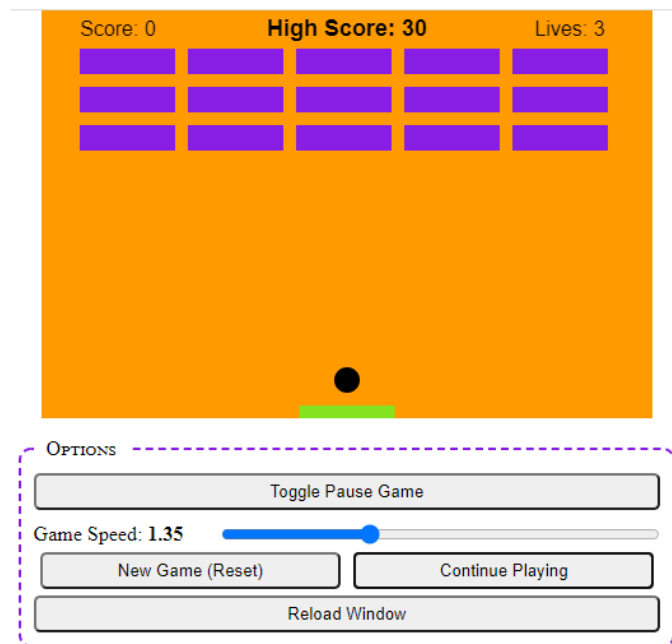 Score: 0 High Score: 30 Lives: 3
Options
Toggle Pause Game
Game Speed: 1.35
New Game (Reset) Continue Playing
Reload Window